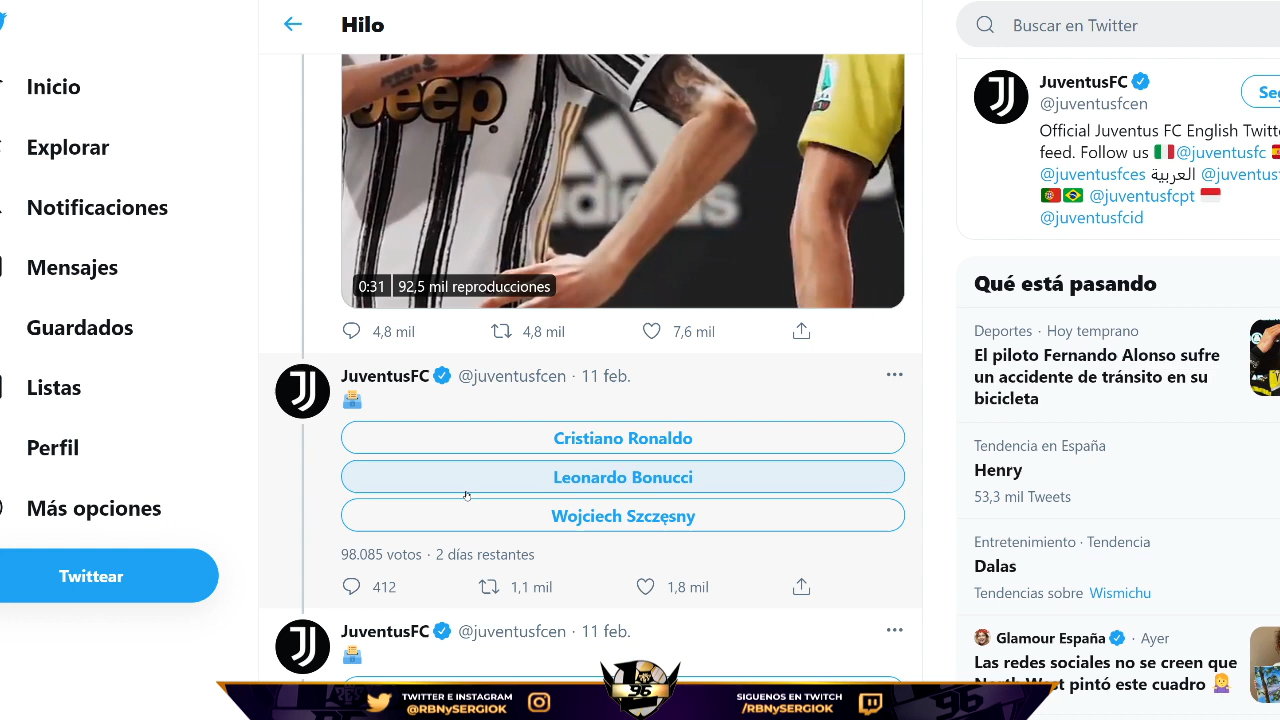 Inicio
Explorar
Notificaciones
Mensajes
Guardados
Listas
Perfil
Más opciones
Twittear
Hilo
Jeep
adidas
0:31 | 92,5 mil reproducciones
4,8 mil 4,8 mil 7,6 mil
JuventusFC @juventusfcen · 11 feb.
Cristiano Ronaldo
Leonardo Bonucci
Wojciech Szczęsny
98.085 votos · 2 días restantes
412 1,1 mil 1,8 mil
JuventusFC @juventusfcen · 11 feb.
Buscar en Twitter
JuventusFC
@juventusfcen
Official Juventus FC English Twitt
feed. Follow us @juventusfc
@juventusfces العربية @juventus
@juventusfcpt
@juventusfcid
Qué está pasando
Deportes · Hoy temprano
El piloto Fernando Alonso sufre
un accidente de tránsito en su
bicicleta
Tendencia en España
Henry
53,3 mil Tweets
Entretenimiento · Tendencia
Dalas
Tendencias sobre Wismichu
Glamour España · Ayer
Las redes sociales no se creen que
North West pintó este cuadro
TWITTER E INSTAGRAM
@RBNySERGIOK
96
SIGUENOS EN TWITCH
/RBNySERGIOK